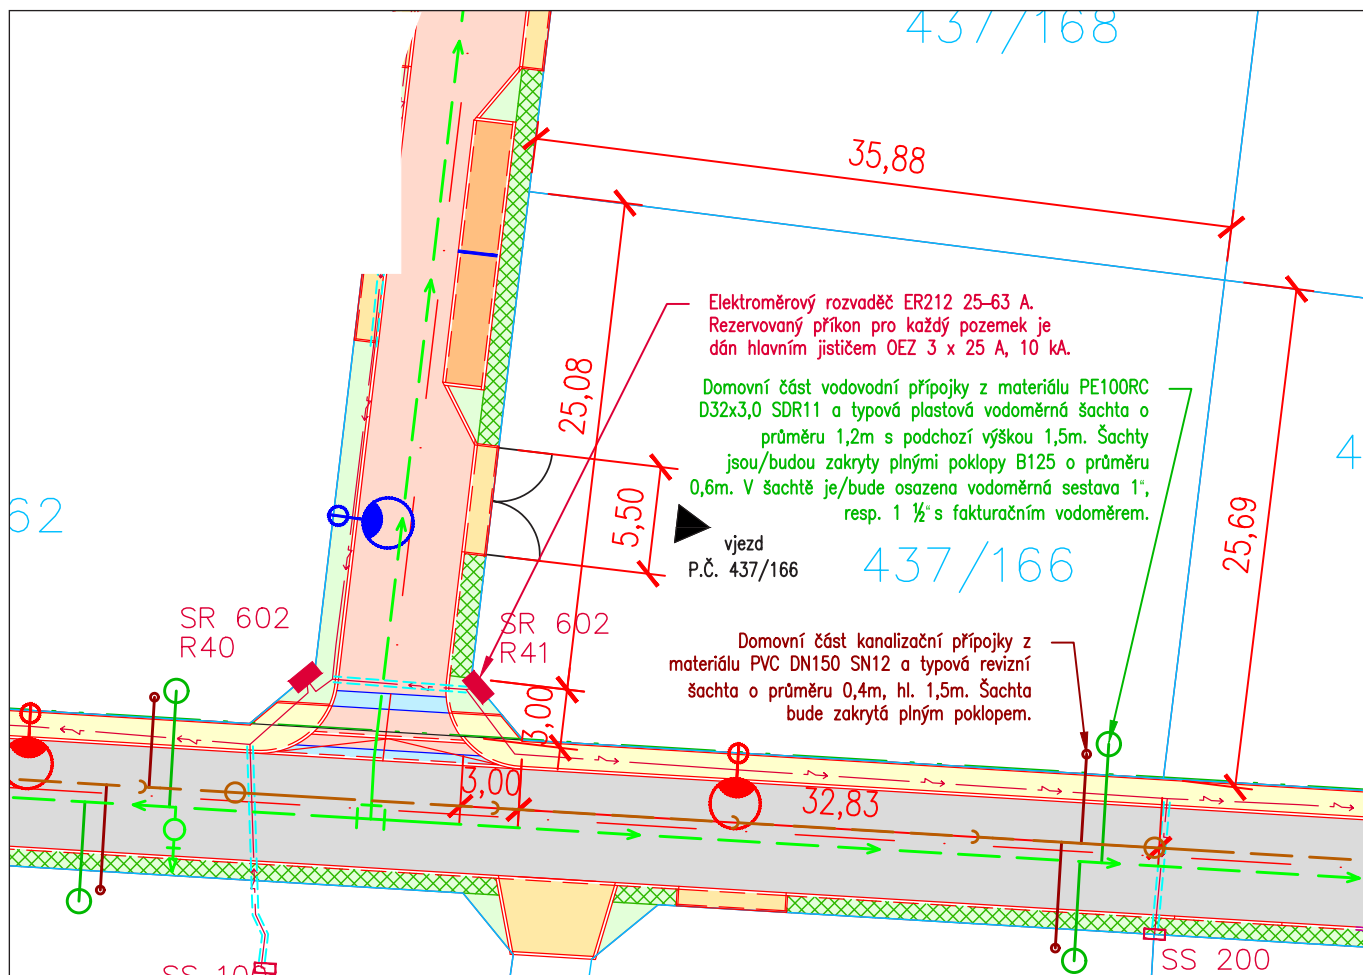 437/168
35,88
Elektroměrový rozvaděč ER212 25–63 A.
Rezervovaný příkon pro každý pozemek je
dán hlavním jističem OEZ 3 x 25 A, 10 kA.
25,08
Domovní část vodovodní přípojky z materiálu PE100RC
D32x3,0 SDR11 a typová plastová vodoměrná šachta o
průměru 1,2m s podchozí výškou 1,5m. Šachty
jsou/budou zakryty plnými poklopy B125 o průměru
0,6m. V šachtě je/bude osazena vodoměrná sestava 1",
resp. 1 ½" s fakturačním vodoměrem.
4
62
5,50
25,69
vjezd
P.Č. 437/166
437/166
SR 602
R40
SR 602
R41
Domovní část kanalizační přípojky z
materiálu PVC DN150 SN12 a typová revizní
šachta o průměru 0,4m, hl. 1,5m. Šachta
bude zakrytá plným poklopem.
3,00
3,00
32,83
SS 200